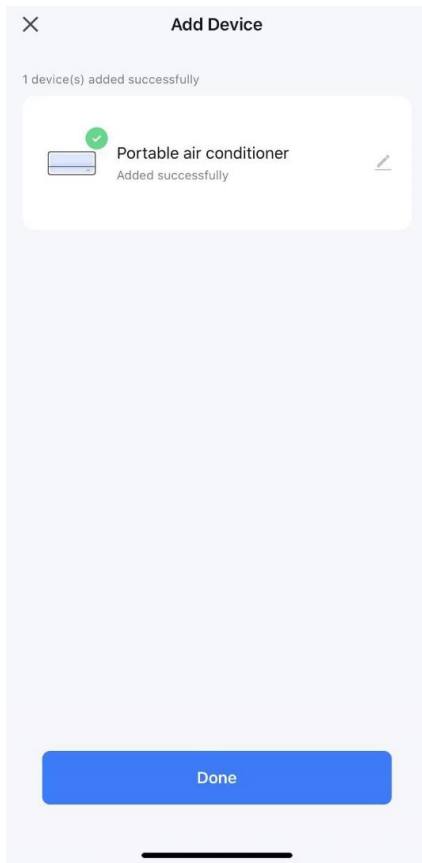 Add Device
1 device(s) added successfully
Portable air conditioner
Added successfully
Done